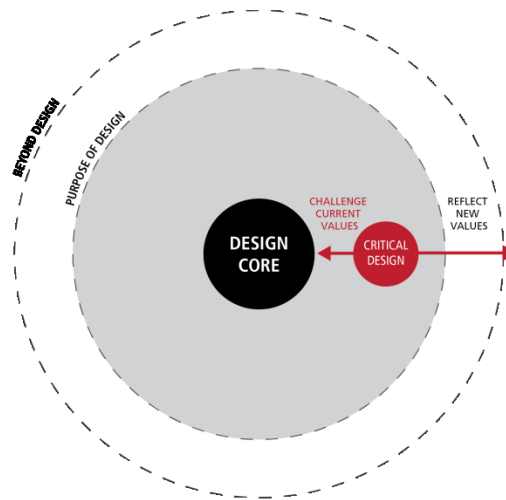 BEYOND DESIGN
PURPOSE OF DESIGN
CHALLENGE
CURRENT
VALUES
REFLECT
NEW
VALUES
DESIGN
CORE
CRITICAL
DESIGN